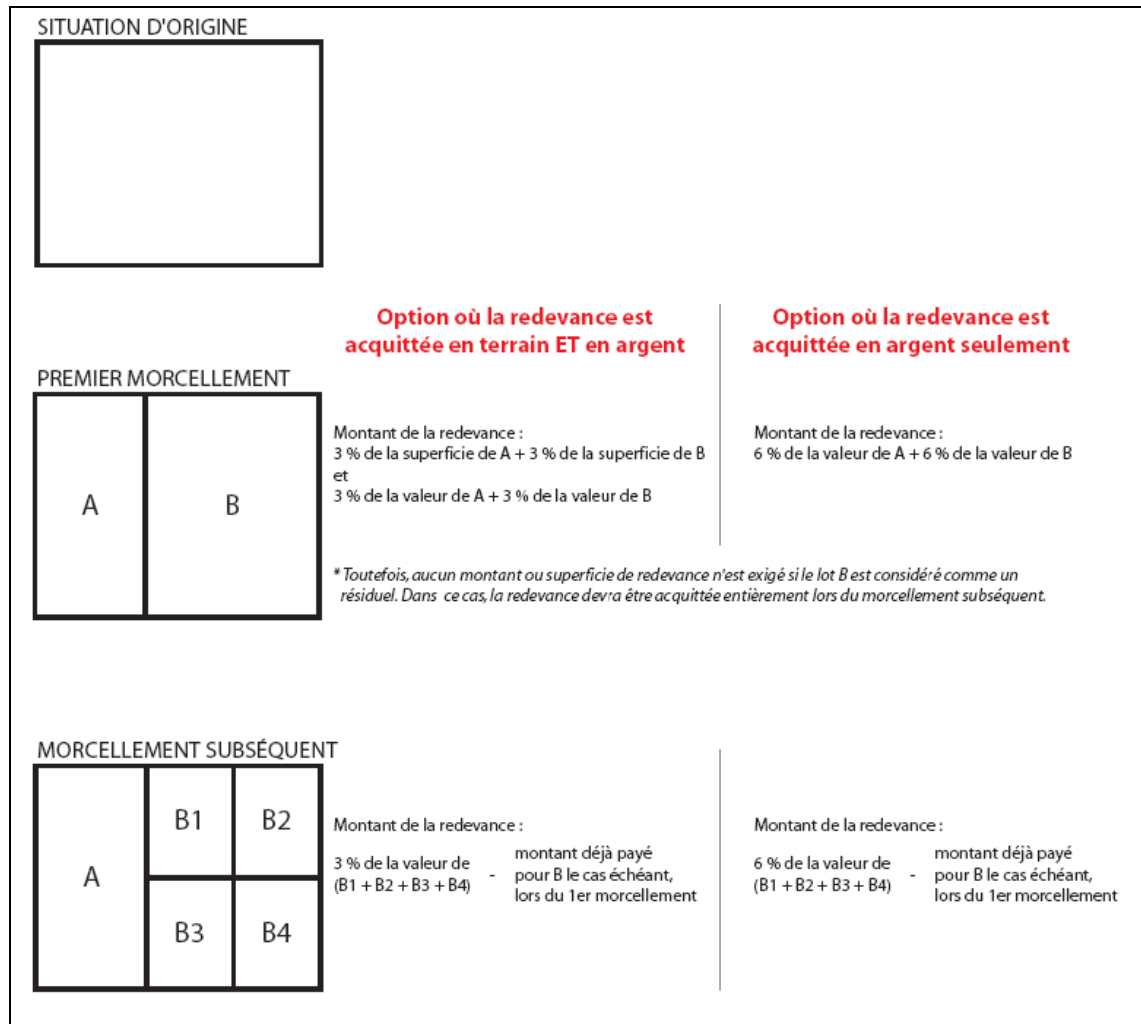 SITUATION D'ORIGINE
Option où la redevance est
acquittée en terrain ET en argent
Option où la redevance est
acquittée en argent seulement
PREMIER MORCELLEMENT
A
B
Montant de la redevance :
3 % de la superficie de A + 3 % de la superficie de B
et
3 % de la valeur de A + 3 % de la valeur de B
Montant de la redevance :
6 % de la valeur de A + 6 % de la valeur de B
* Toutefois, aucun montant ou superficie de redevance n'est exigé si le lot B est considéré comme un
résiduel. Dans ce cas, la redevance devra être acquittée entièrement lors du morcellement subséquent.
MORCELLEMENT SUBSÉQUENT
A
B1
B2
B3
B4
Montant de la redevance :
3 % de la valeur de
(B1 + B2 + B3 + B4)
-
montant déjà payé
pour B le cas échéant,
lors du 1er morcellement
Montant de la redevance :
6 % de la valeur de
(B1 + B2 + B3 + B4)
-
montant déjà payé
pour B le cas échéant,
lors du 1er morcellement